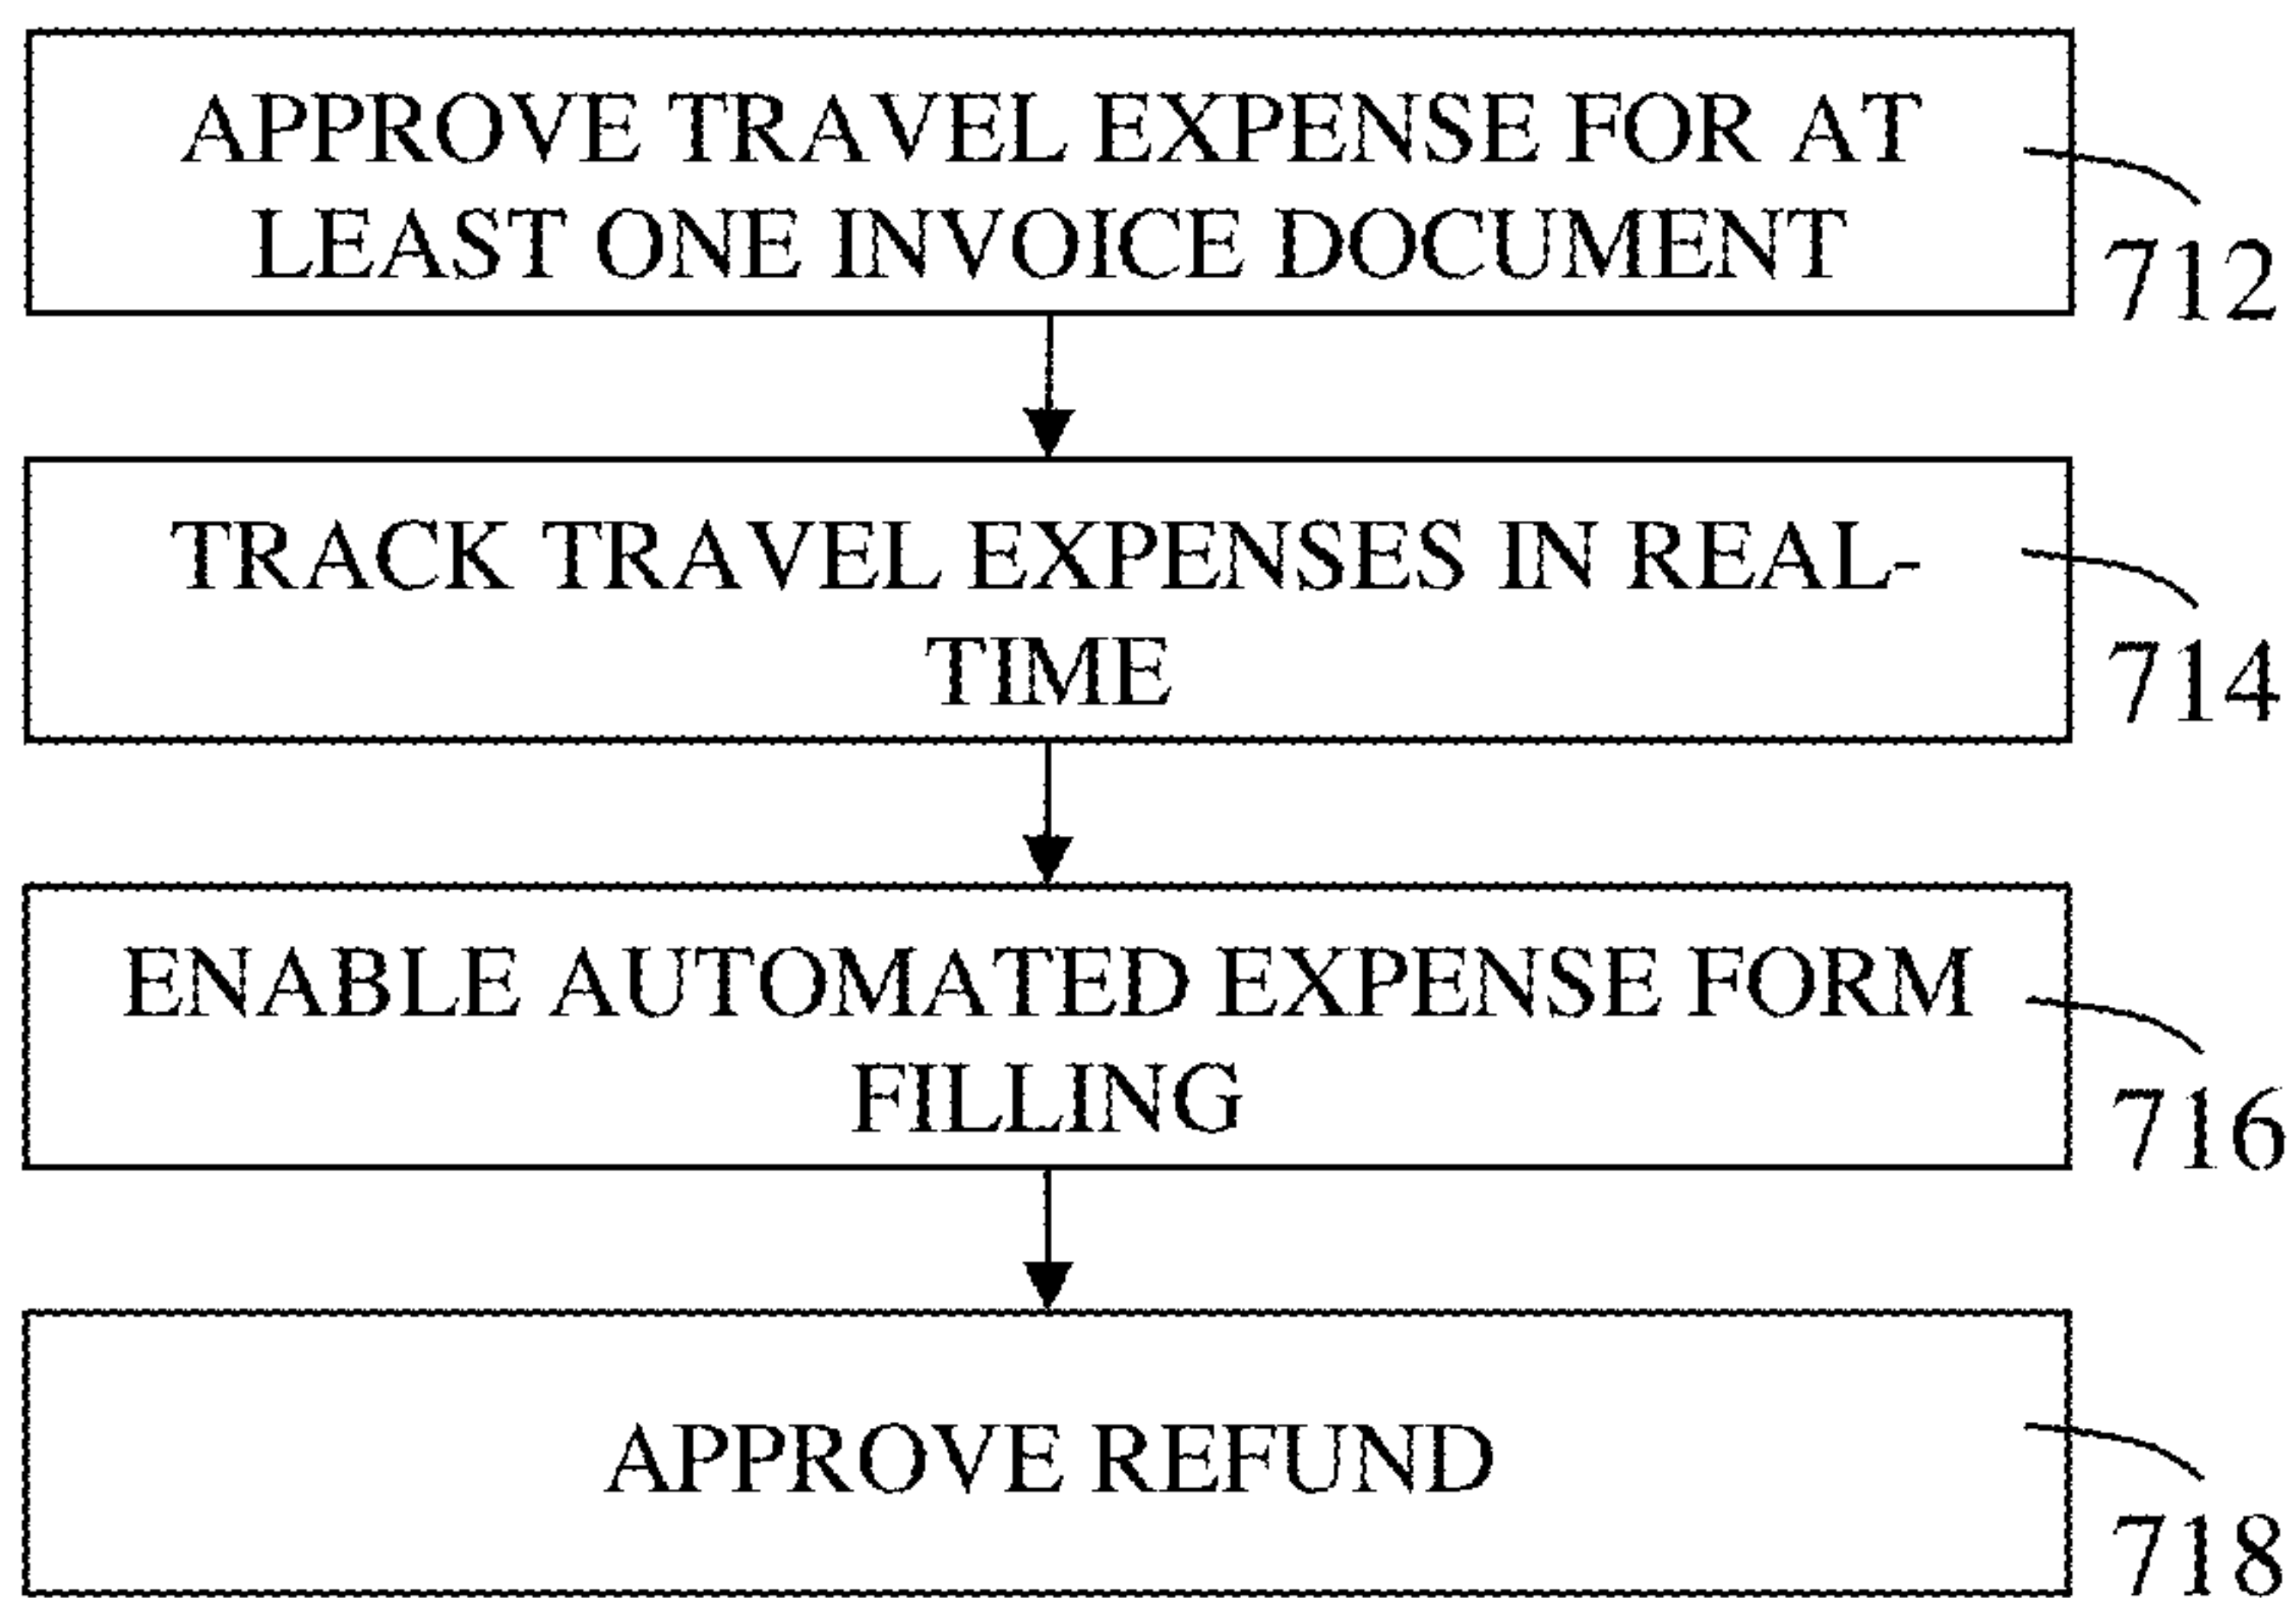 APPROVE TRAVEL EXPENSE FOR AT
LEAST ONE INVOICE DOCUMENT
712
TRACK TRAVEL EXPENSES IN REAL-
TIME
714
ENABLE AUTOMATED EXPENSE FORM
FILLING
716
APPROVE REFUND
718